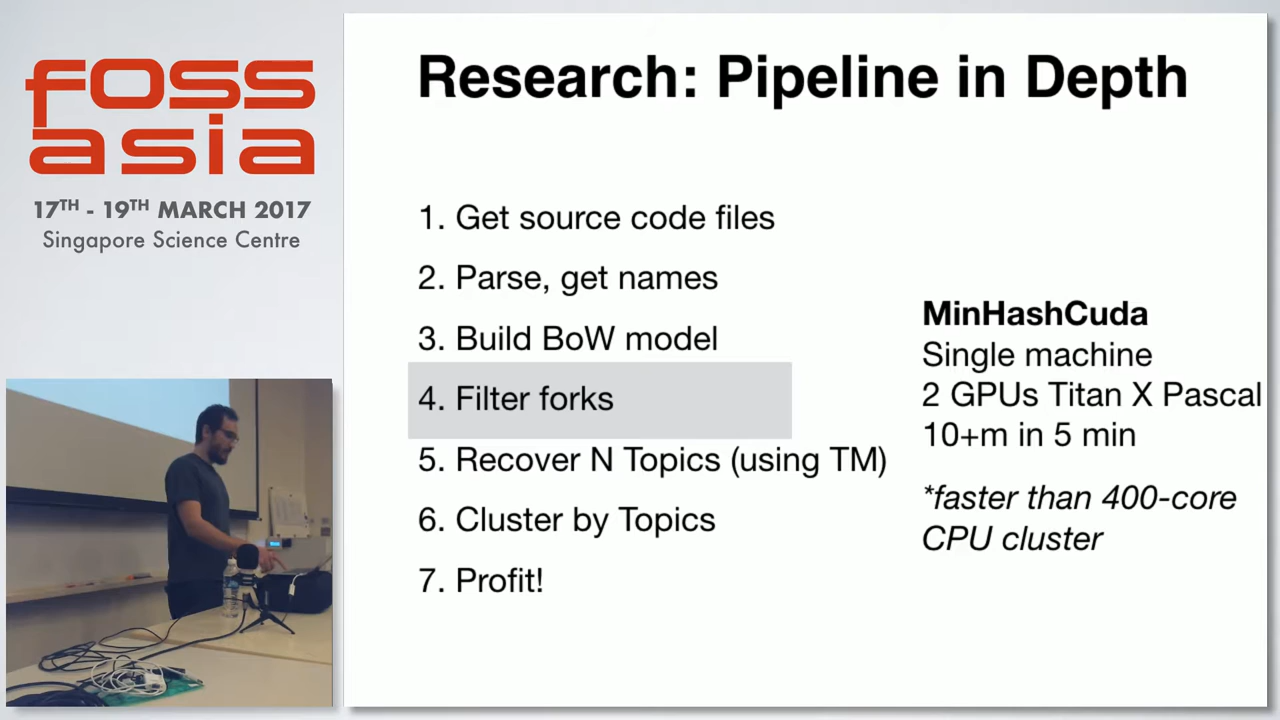 foss
asia
17TH - 19TH MARCH 2017
Singapore Science Centre
Research: Pipeline in Depth
1. Get source code files
2. Parse, get names
3. Build BoW model
4. Filter forks
5. Recover N Topics (using TM)
6. Cluster by Topics
7. Profit!
MinHashCuda
Single machine
2 GPUs Titan X Pascal
10+m in 5 min
*faster than 400-core
CPU cluster